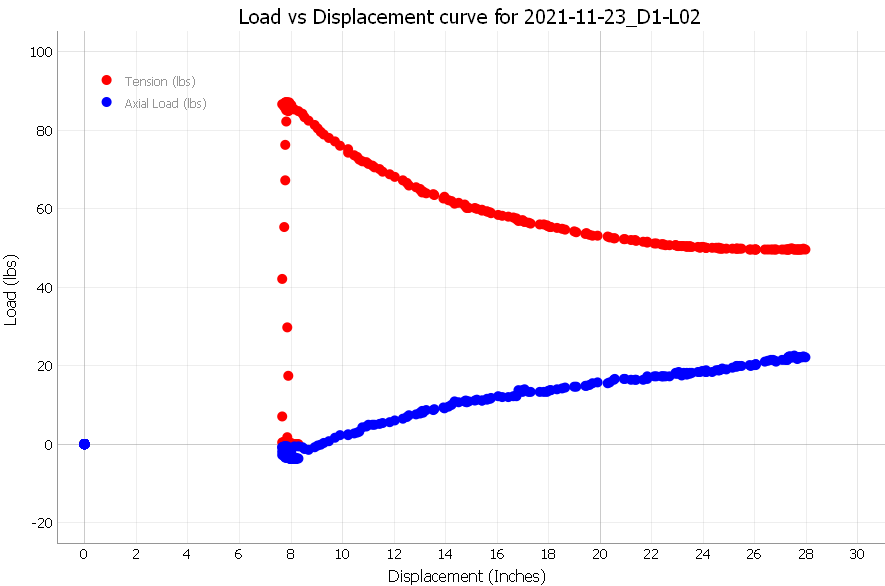 Load vs Displacement curve for 2021-11-23_D1-L02
100
80
60
40
20
0
-20
Tension (lbs)
Axial Load (lbs)
Load (lbs)
0 2 4 6 8 10 12 14 16 18 20 22 24 26 28 30
Displacement (Inches)